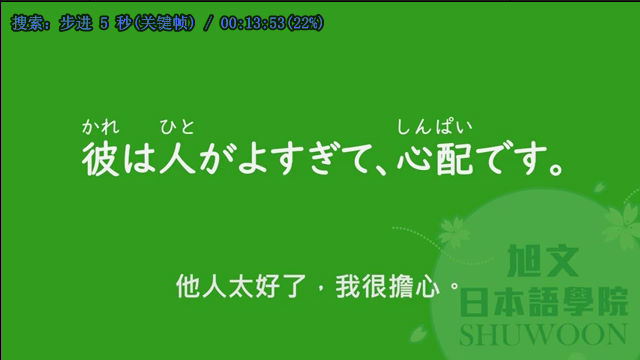 搜索: 步进 5 秒(关键帧) / 00:13:53(22%)
かれ ひと しんぱい
彼は人がよすぎて、心配です。
他人太好了，我很擔心。
旭文
日本語學院
SHUWOON